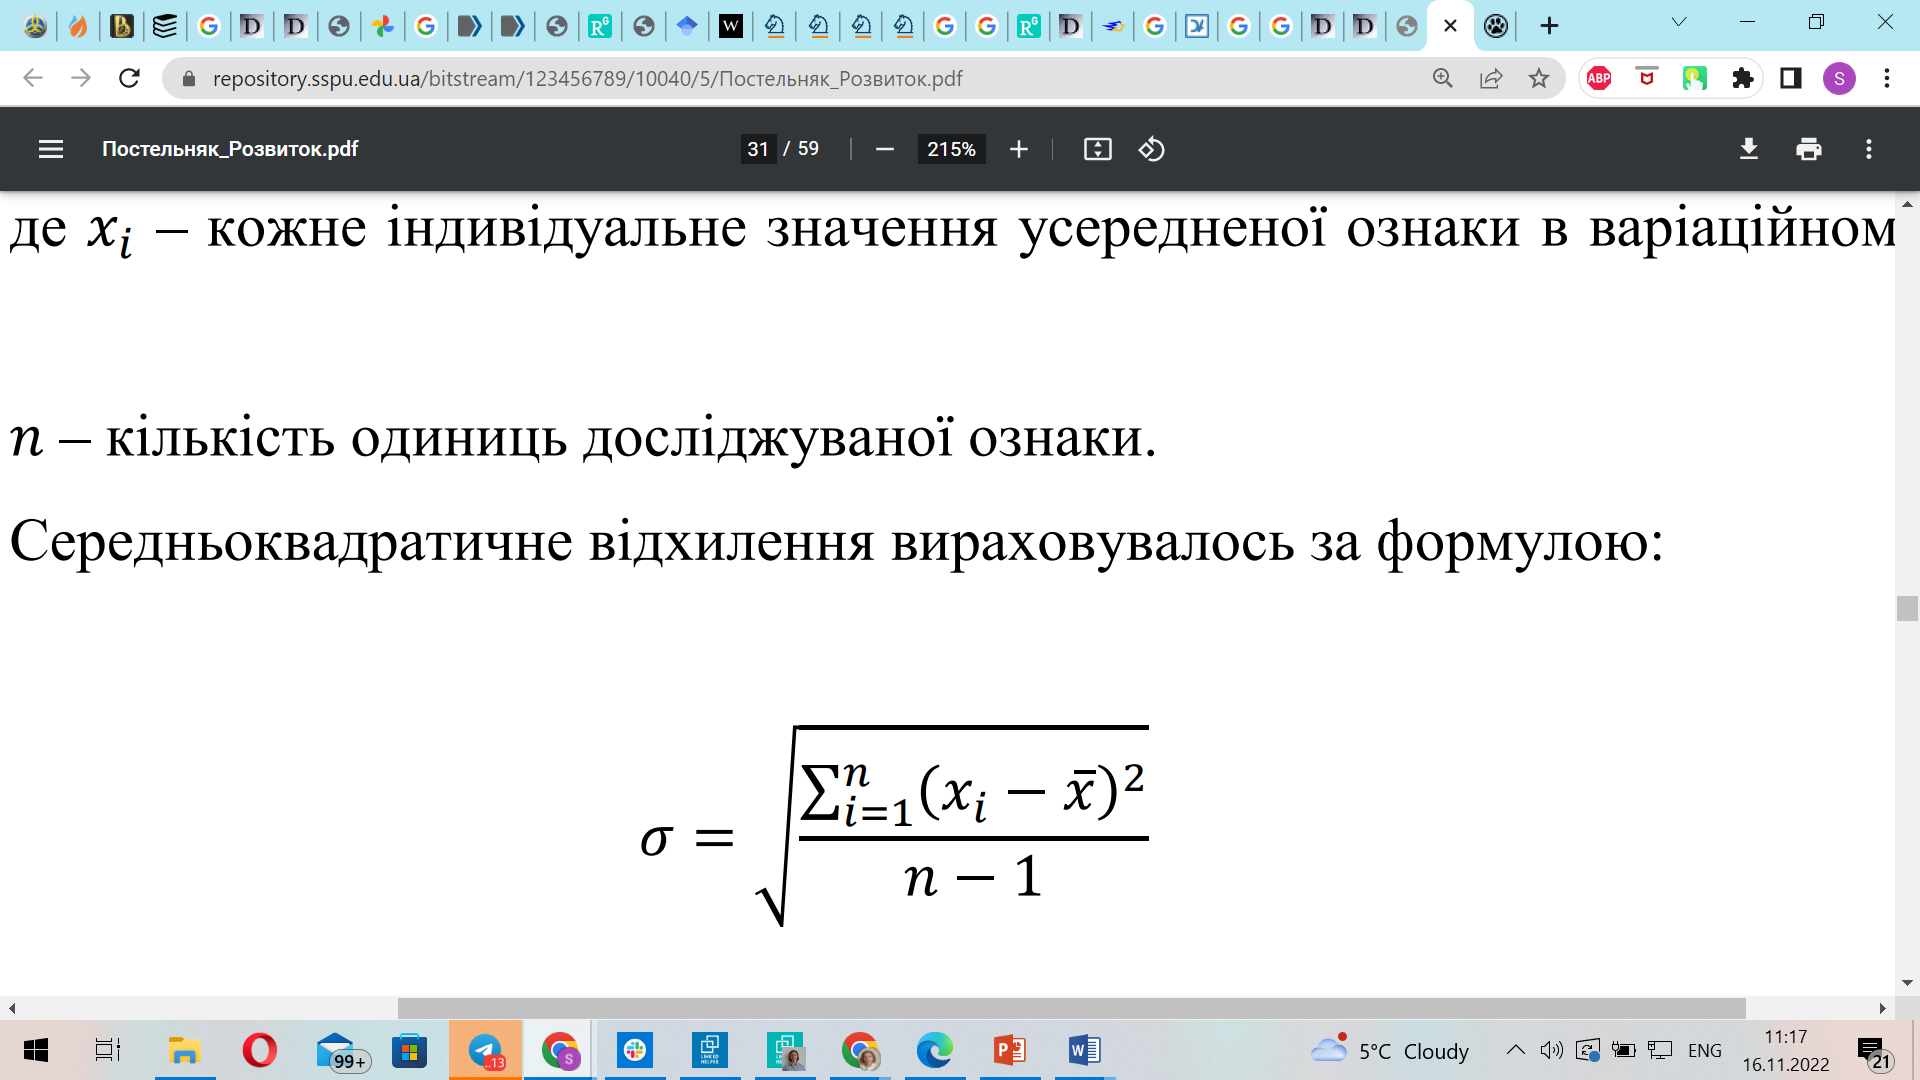 repository.sspu.edu.ua/bitstream/123456789/10040/5/Постельняк_Розвиток.pdf
ABP
S
Постельняк_Розвиток.pdf
31 / 59
215%
де xᵢ – кожне індивідуальне значення усередненої ознаки в варіаційном
n – кількість одиниць досліджуваної ознаки.
Середньоквадратичне відхилення вираховувалось за формулою:
σ = √(∑ⁿᵢ₌₁(xᵢ − x̄)² / (n − 1))
99+
..13
5°C Cloudy
ENG
11:17
16.11.2022
21